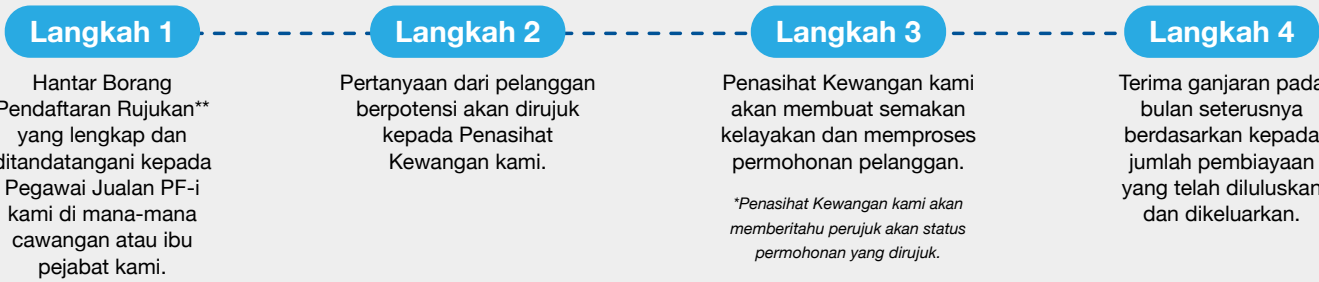 Langkah 1
Hantar Borang
Pendaftaran Rujukan**
yang lengkap dan
ditandatangani kepada
Pegawai Jualan PF-i
kami di mana-mana
cawangan atau ibu
pejabat kami.
Langkah 2
Pertanyaan dari pelanggan
berpotensi akan dirujuk
kepada Penasihat
Kewangan kami.
Langkah 3
Penasihat Kewangan kami
akan membuat semakan
kelayakan dan memproses
permohonan pelanggan.
*Penasihat Kewangan kami akan
memberitahu perujuk akan status
permohonan yang dirujuk.
Langkah 4
Terima ganjaran pada
bulan seterusnya
berdasarkan kepada
jumlah pembiayaan
yang telah diluluskan
dan dikeluarkan.